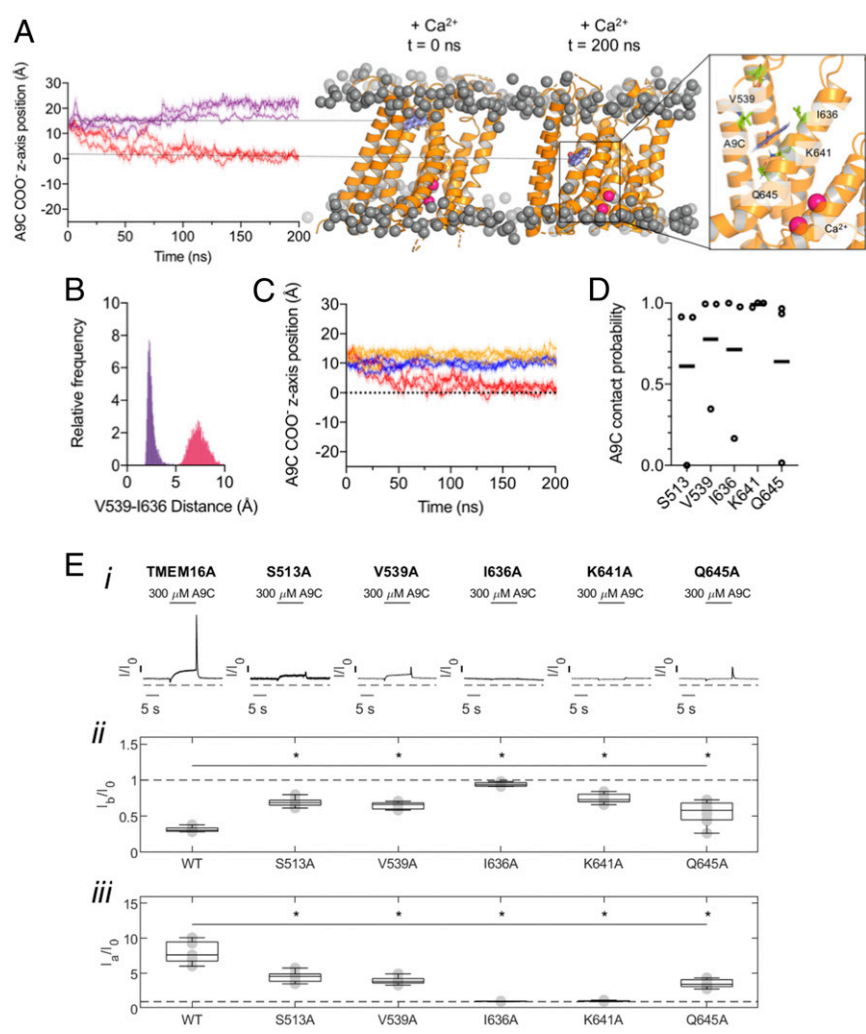 A
+ Ca²⁺
t = 0 ns
+ Ca²⁺
t = 200 ns
A9C COO⁻ z-axis position (Å)
30
20
10
0
-10
-20
0 50 100 150 200
Time (ns)
V539
I636
A9C
K641
Q645
Ca²⁺
B
Relative frequency
10
8
6
4
2
0
0 5 10
V539-I636 Distance (Å)
C
A9C COO⁻ z-axis position (Å)
30
20
10
0
-10
-20
0 50 100 150 200
Time (ns)
D
A9C contact probability
1.0
0.5
0.0
S513 V539 I636 K641 Q645
E
i
TMEM16A S513A V539A I636A K641A Q645A
300 µM A9C 300 µM A9C 300 µM A9C 300 µM A9C 300 µM A9C 300 µM A9C
I/I₀ I/I₀ I/I₀ I/I₀ I/I₀ I/I₀
5 s 5 s 5 s 5 s 5 s 5 s
ii
I_b/I₀
1.5
1
0.5
0
* * * * *
WT S513A V539A I636A K641A Q645A
iii
I_a/I₀
15
10
5
0
* * * * *
WT S513A V539A I636A K641A Q645A